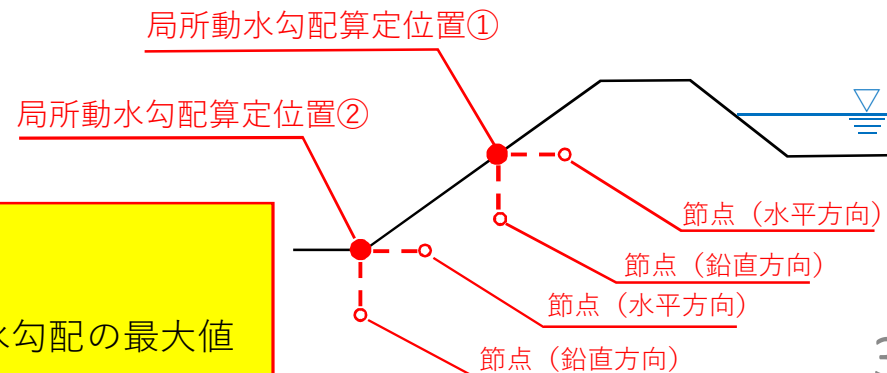 局所動水勾配算定位置①
局所動水勾配算定位置②
節点（水平方向）
節点（鉛直方向）
節点（水平方向）
水勾配の最大値
節点（鉛直方向）